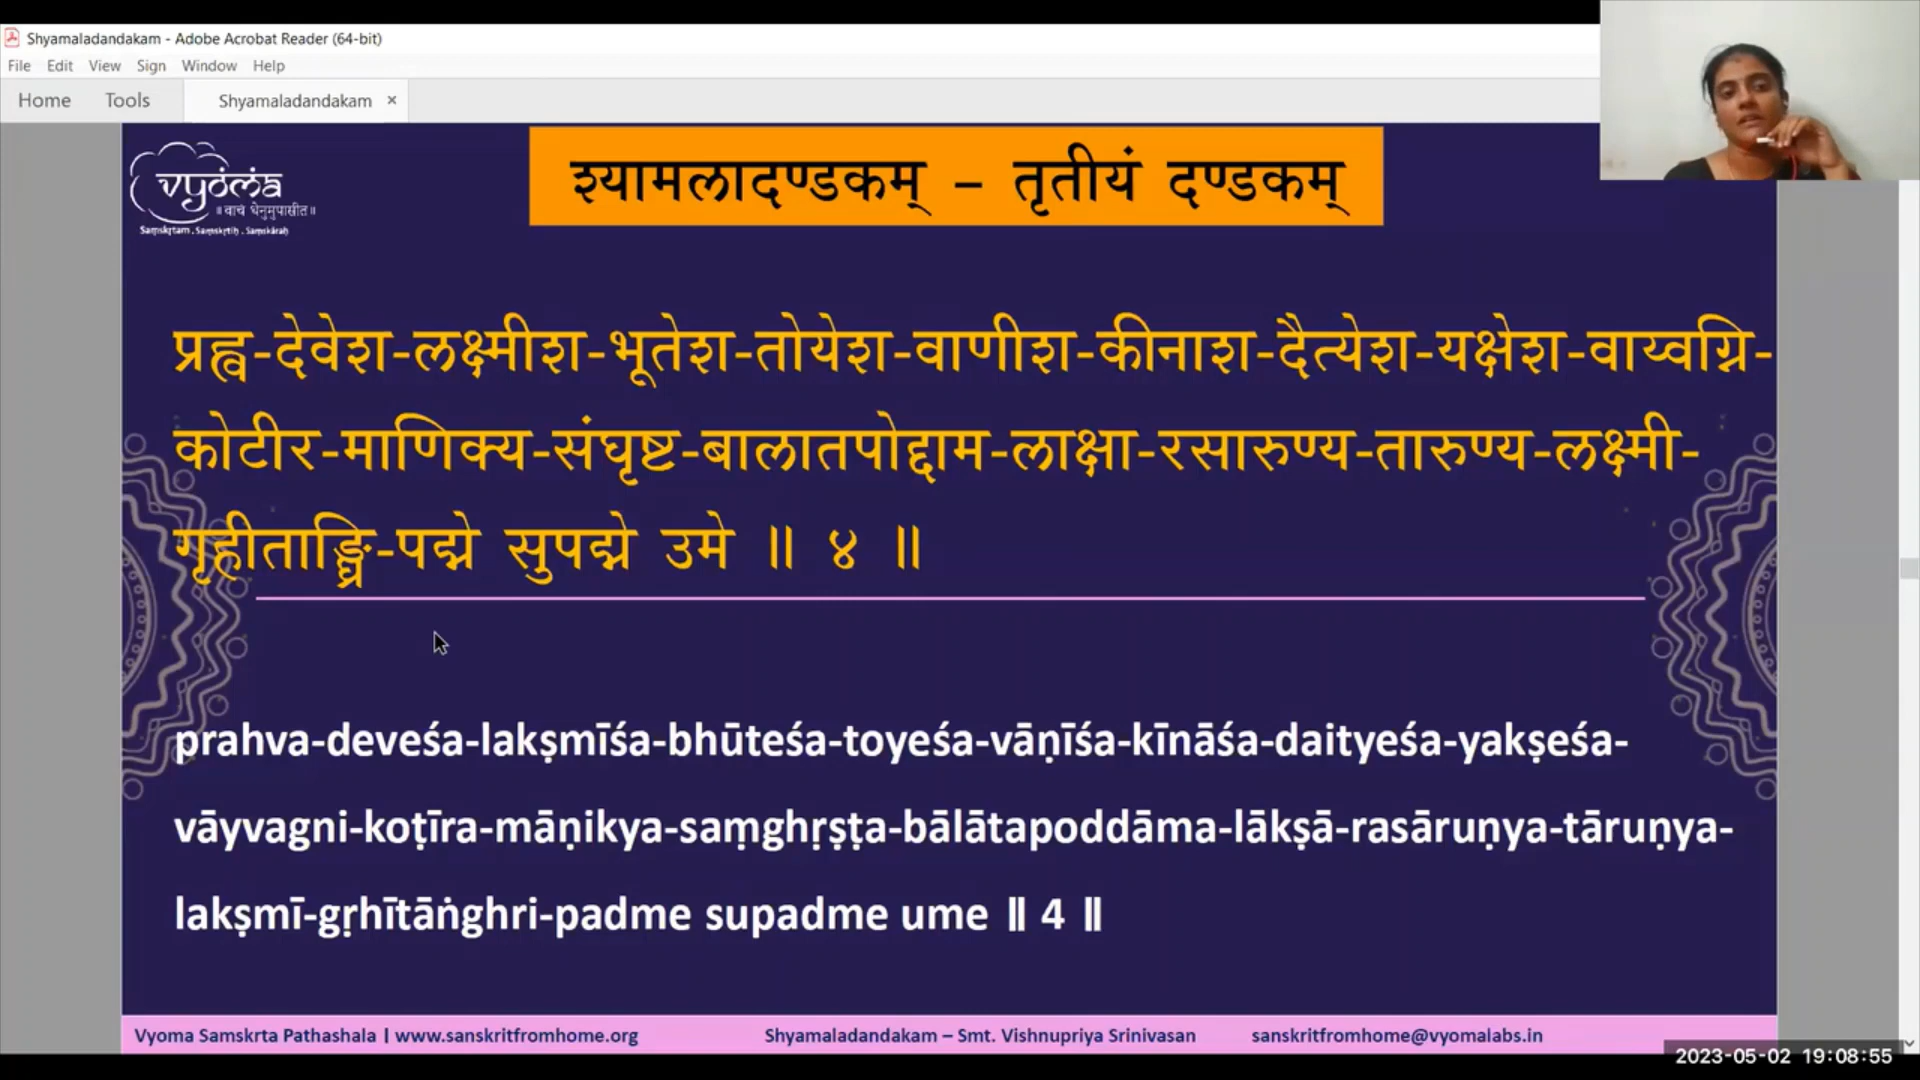 Shyamaladandakam - Adobe Acrobat Reader (64-bit)
File Edit View Sign Window Help
Home Tools Shyamaladandakam ×
vyoma
॥ वाचं धेनुमुपासीत॥
Saṃskṛtam . Saṃskṛtiḥ . Saṃskāraḥ
श्यामलादण्डकम् – तृतीयं दण्डकम्
प्रह्व-देवेश-लक्ष्मीश-भूतेश-तोयेश-वाणीश-कीनाश-दैत्येश-यक्षेश-वाय्वग्नि-
कोटीर-माणिक्य-संघृष्ट-बालातपोद्दाम-लाक्षा-रसारुण्य-तारुण्य-लक्ष्मी-
गृहीताङ्घ्रि-पद्मे सुपद्मे उमे ॥ ४ ॥
prahva-deveśa-lakṣmīśa-bhūteśa-toyeśa-vāṇīśa-kīnāśa-daityeśa-yakṣeśa-
vāyvagni-koṭīra-māṇikya-saṃghṛṣṭa-bālātapoddāma-lākṣā-rasāruṇya-tāruṇya-
lakṣmī-gṛhītāṅghri-padme supadme ume ॥ 4 ॥
Vyoma Samskrta Pathashala | www.sanskritfromhome.org Shyamaladandakam – Smt. Vishnupriya Srinivasan sanskritfromhome@vyomalabs.in
2023-05-02 19:08:55